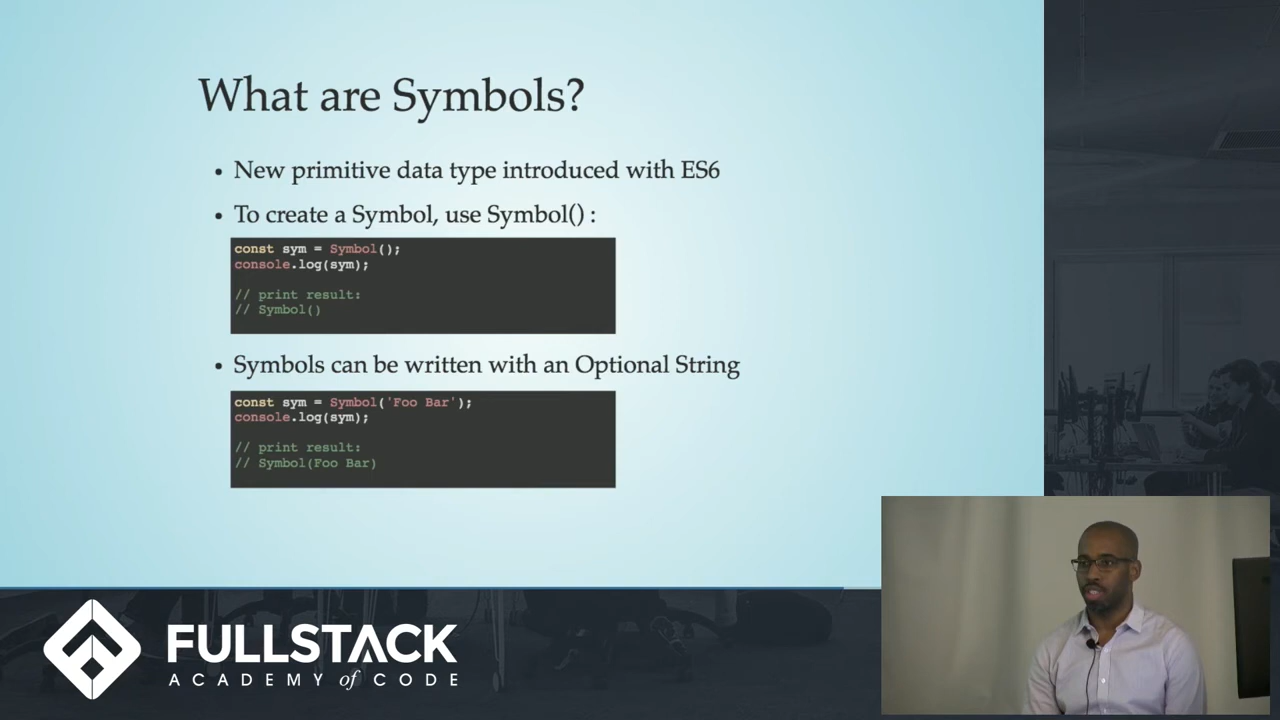 What are Symbols?
• New primitive data type introduced with ES6
• To create a Symbol, use Symbol() :
const sym = Symbol();
console.log(sym);
// print result:
// Symbol()
• Symbols can be written with an Optional String
const sym = Symbol('Foo Bar');
console.log(sym);
// print result:
// Symbol(Foo Bar)
FULLSTACK
ACADEMY of CODE